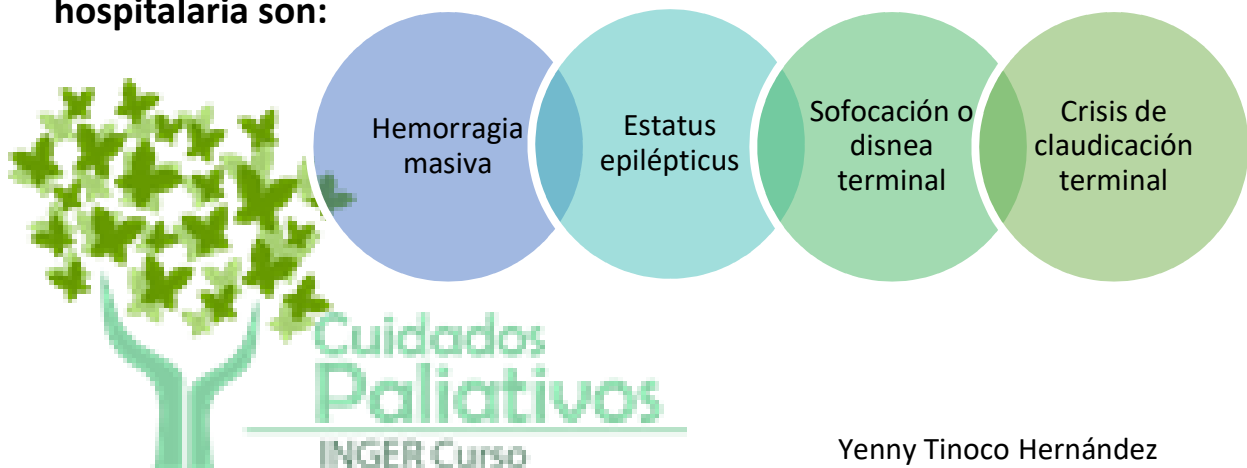 hospitalaria son:
Hemorragia
masiva
Estatus
epilépticus
Sofocación o
disnea
terminal
Crisis de
claudicación
terminal
Cuidados
Paliativos
INGER Curso
Yenny Tinoco Hernández